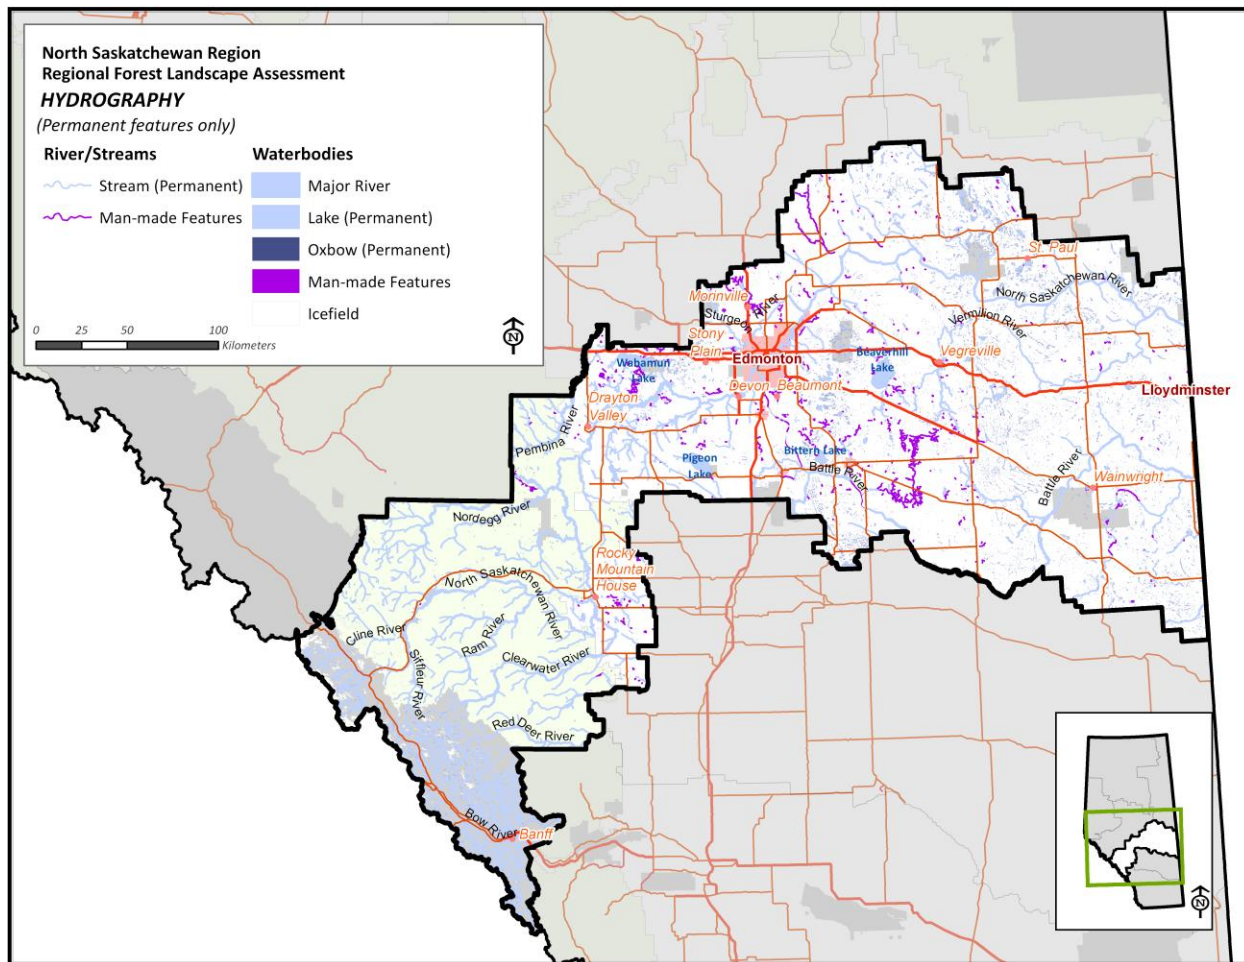 North Saskatchewan Region
Regional Forest Landscape Assessment
HYDROGRAPHY
(Permanent features only)
River/Streams
Waterbodies
Stream (Permanent)
Major River
Man-made Features
Lake (Permanent)
Oxbow (Permanent)
Man-made Features
Icefield
0 25 50 100
Kilometers
N
St. Paul
North Saskatchewan River
Morinville
Sturgeon River
Vermilion River
Stony
Plain
Edmonton
Beaverhill
Lake
Vegreville
Wabamun
Lake
Devon
Beaumont
Lloydminster
Drayton
Valley
Pembina River
Pigeon
Lake
Bittern Lake
Battle River
Battle River
Wainwright
Nordegg River
Rocky
Mountain
House
North Saskatchewan River
Cline River
Ram River
Siffleur River
Clearwater River
Red Deer River
Bow River
Banff
N